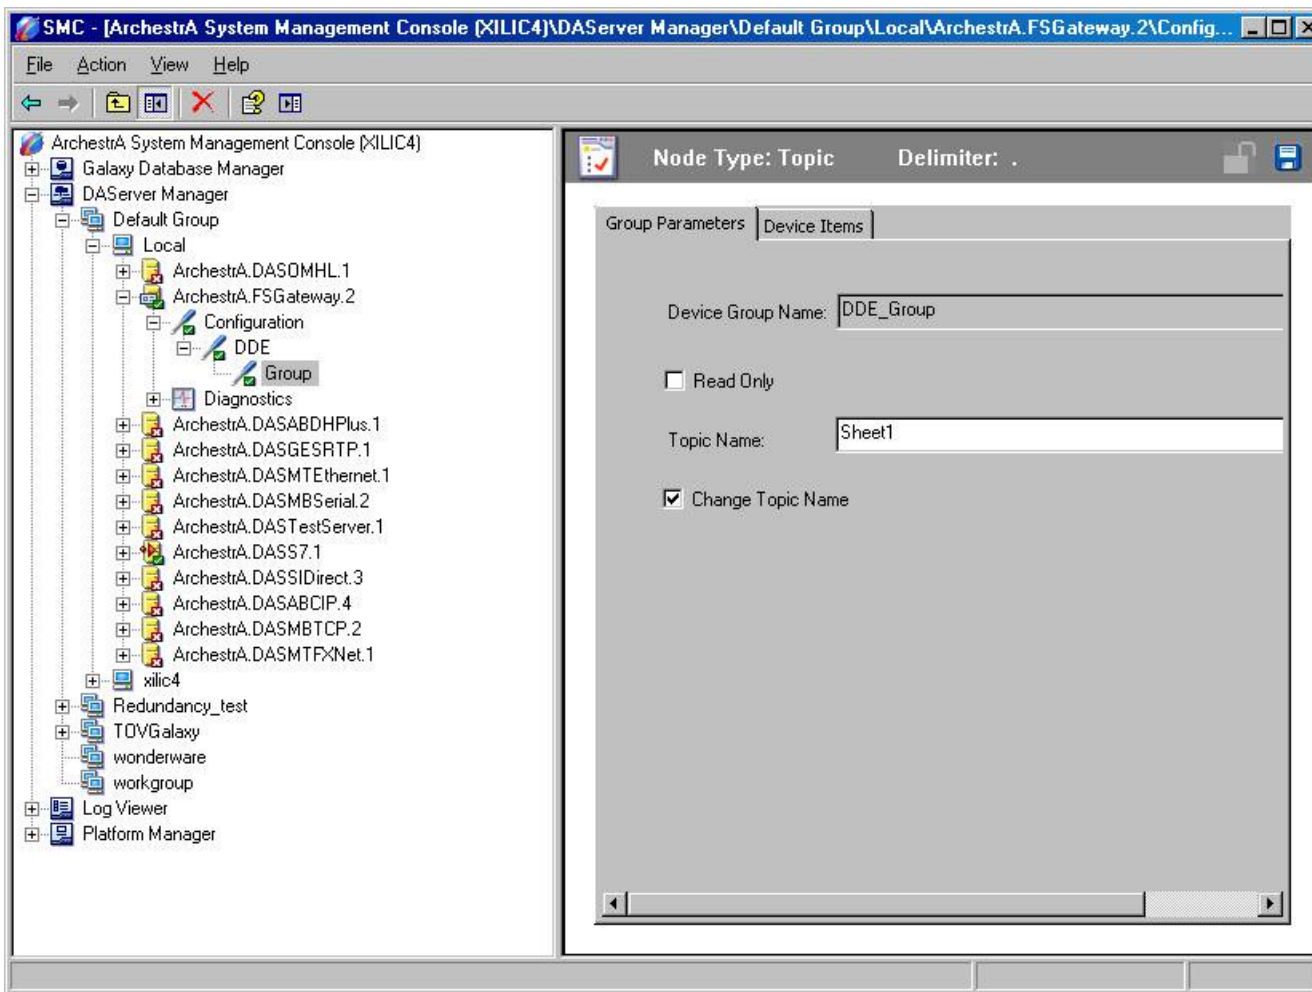 SMC - [ArchestrA System Management Console (XILIC4)\DAServer Manager\Default Group\Local\ArchestrA.FSGateway.2\Config...
File Action View Help
ArchestrA System Management Console (XILIC4)
Galaxy Database Manager
DAServer Manager
Default Group
Local
ArchestrA.DASOMHL.1
ArchestrA.FSGateway.2
Configuration
DDE
Group
Diagnostics
ArchestrA.DASABDHPlus.1
ArchestrA.DASGESRTP.1
ArchestrA.DASMTEthernet.1
ArchestrA.DASMBSerial.2
ArchestrA.DASTestServer.1
ArchestrA.DASS7.1
ArchestrA.DASSIDirect.3
ArchestrA.DASABCIP.4
ArchestrA.DASMBTCP.2
ArchestrA.DASMTFXNet.1
xilic4
Redundancy_test
TOVGalaxy
wonderware
workgroup
Log Viewer
Platform Manager
Node Type: Topic Delimiter: .
Group Parameters Device Items
Device Group Name: DDE_Group
Read Only
Topic Name: Sheet1
Change Topic Name